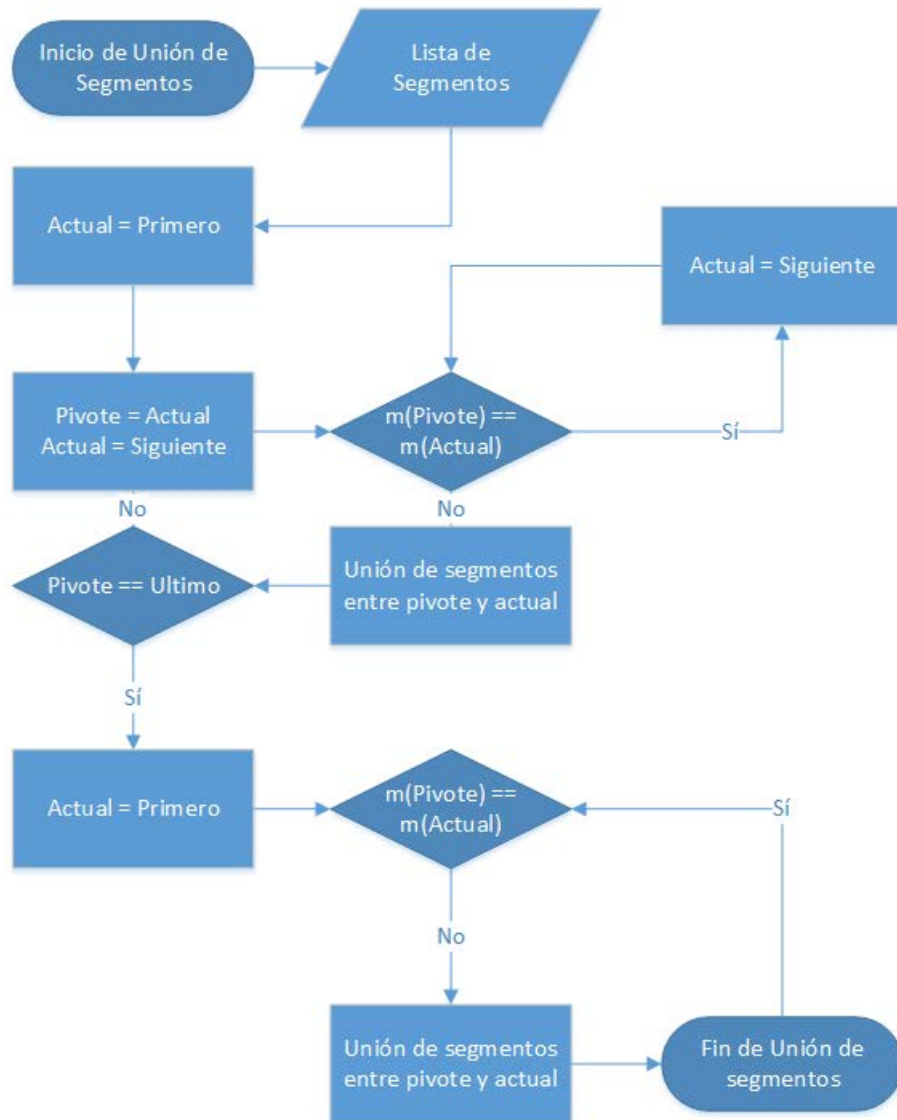 Inicio de Unión de
Segmentos
Lista de
Segmentos
Actual = Primero
Actual = Siguiente
Pivote = Actual
Actual = Siguiente
m(Pivote) ==
m(Actual)
Sí
No
No
Pivote == Ultimo
Unión de segmentos
entre pivote y actual
Sí
Actual = Primero
m(Pivote) ==
m(Actual)
Sí
No
Unión de segmentos
entre pivote y actual
Fin de Unión de
segmentos